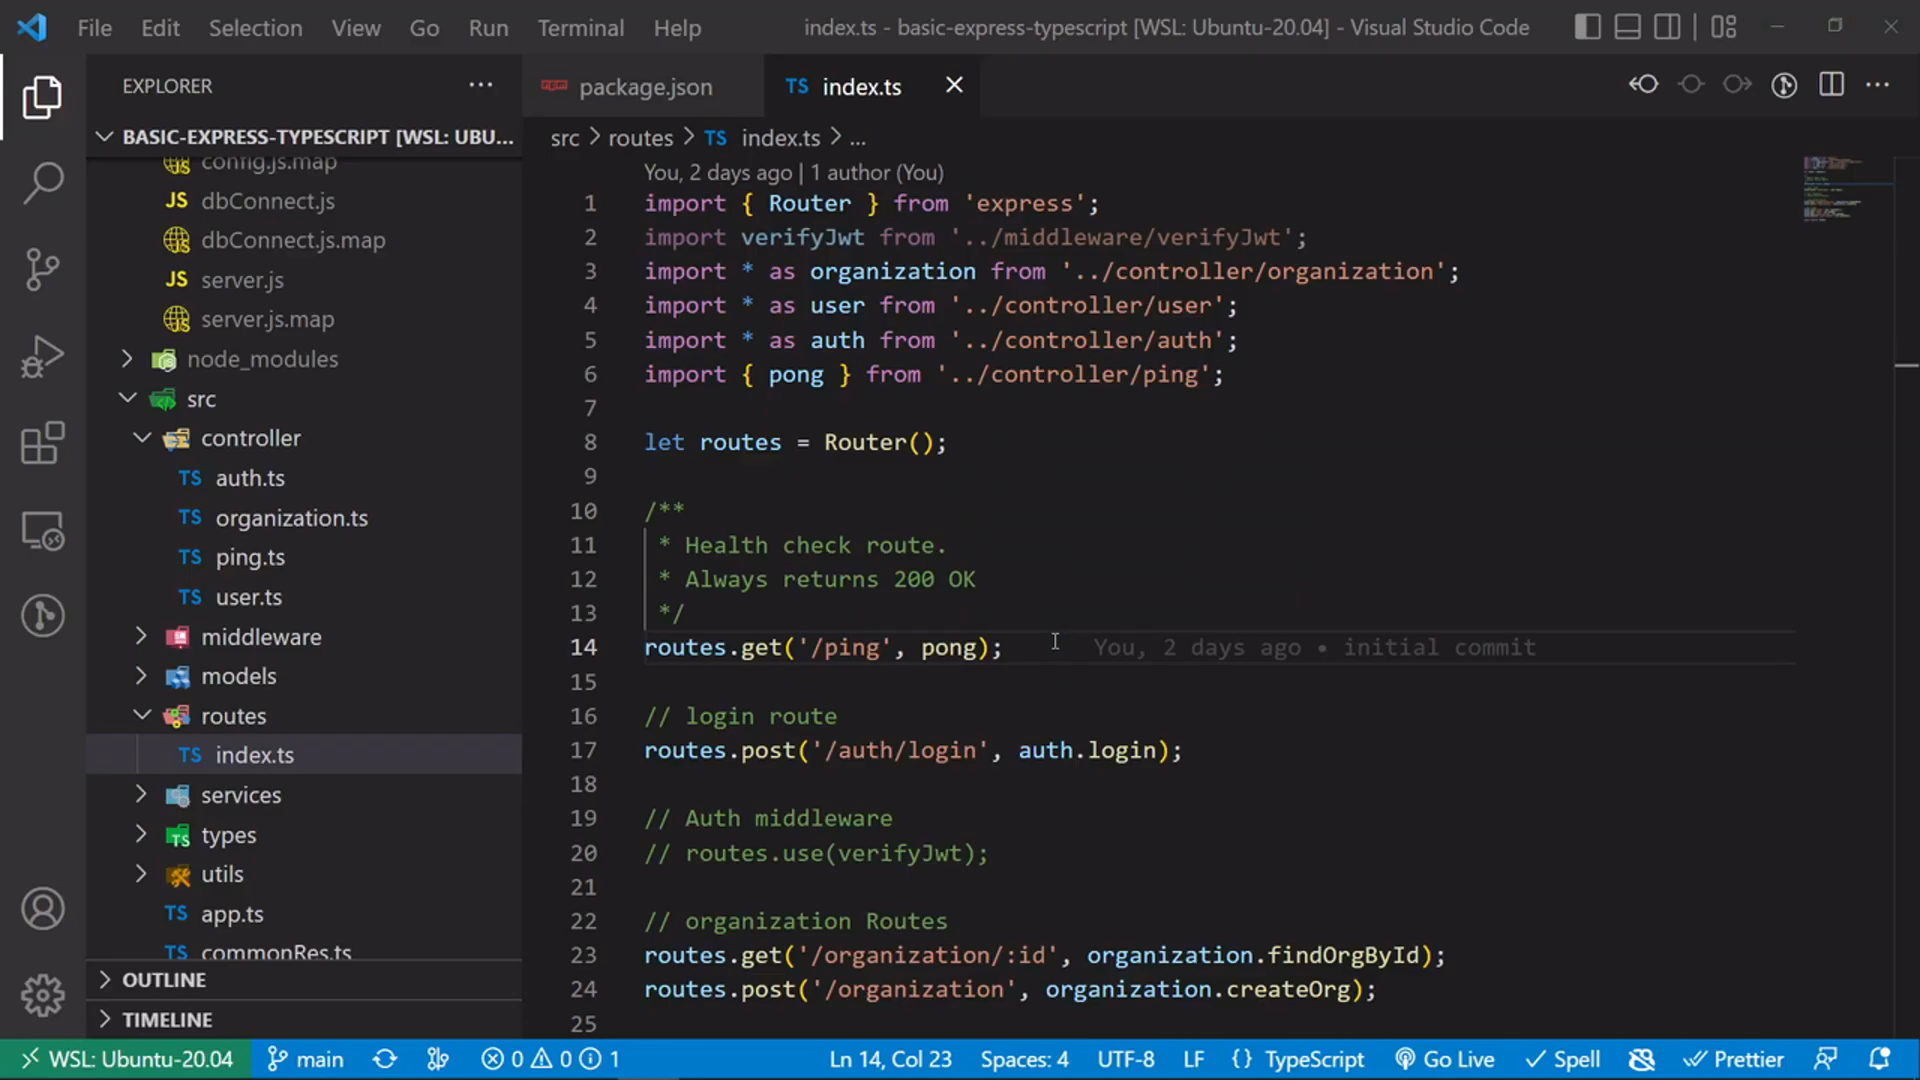 File Edit Selection View Go Run Terminal Help
index.ts - basic-express-typescript [WSL: Ubuntu-20.04] - Visual Studio Code
EXPLORER
package.json
TS index.ts
BASIC-EXPRESS-TYPESCRIPT [WSL: UBU...
config.js.map
JS dbConnect.js
dbConnect.js.map
JS server.js
server.js.map
node_modules
src
controller
TS auth.ts
TS organization.ts
TS ping.ts
TS user.ts
middleware
models
routes
TS index.ts
services
types
utils
TS app.ts
commonRes.ts
OUTLINE
TIMELINE
src > routes > TS index.ts > ...
You, 2 days ago | 1 author (You)
1 import { Router } from 'express';
2 import verifyJwt from '../middleware/verifyJwt';
3 import * as organization from '../controller/organization';
4 import * as user from '../controller/user';
5 import * as auth from '../controller/auth';
6 import { pong } from '../controller/ping';
7
8 let routes = Router();
9
10 /**
11 * Health check route.
12 * Always returns 200 OK
13 */
14 routes.get('/ping', pong); You, 2 days ago • initial commit
15
16 // login route
17 routes.post('/auth/login', auth.login);
18
19 // Auth middleware
20 // routes.use(verifyJwt);
21
22 // organization Routes
23 routes.get('/organization/:id', organization.findOrgById);
24 routes.post('/organization', organization.createOrg);
25
WSL: Ubuntu-20.04 main 0 0 1 Ln 14, Col 23 Spaces: 4 UTF-8 LF {} TypeScript Go Live Spell Prettier